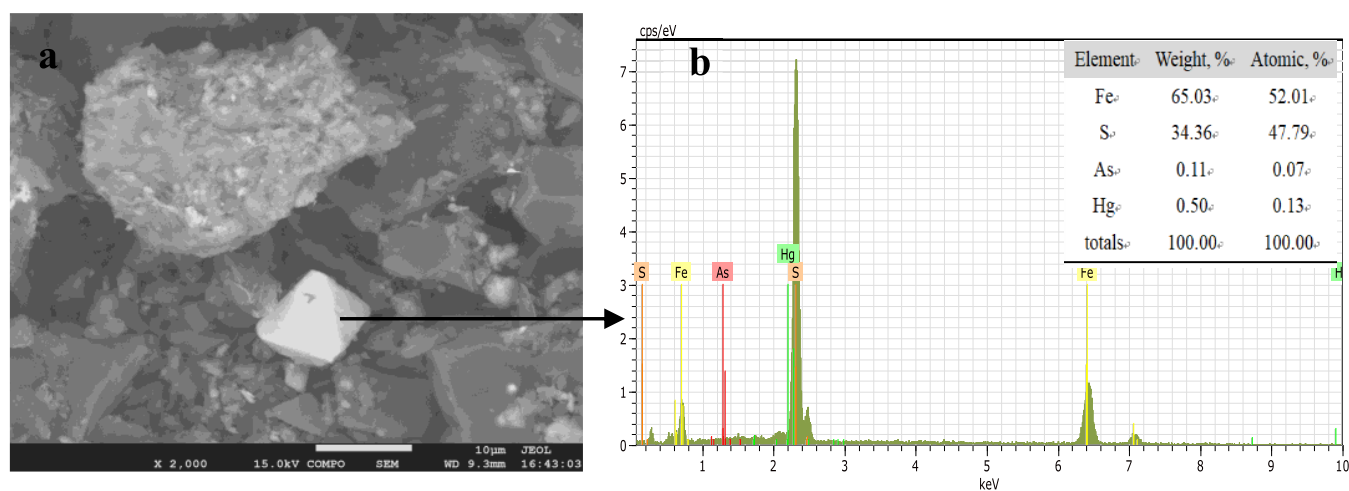 a
10μm JEOL
X 2,000 15.0kV COMPO SEM WD 9.3mm 16:43:03
b
cps/eV
7
6
5
4
3
2
1
0
Element Weight, % Atomic, %
Fe 65.03 52.01
S 34.36 47.79
As 0.11 0.07
Hg 0.50 0.13
totals 100.00 100.00
Hg
S Fe As S Fe H
1 2 3 4 5 6 7 8 9 10
keV